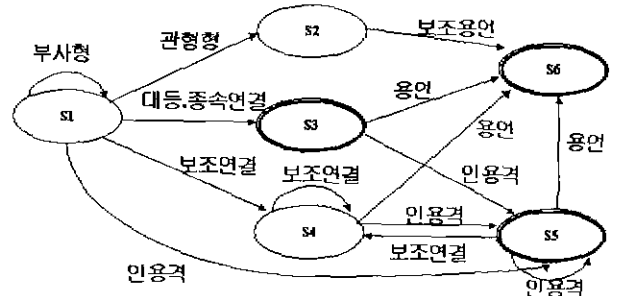 부사형
관형형
S2
보조용언
S6
S1
대등.종속연결
S3
용언
용언
용언
보조연결
보조연결
인용격
S4
인용격
S5
보조연결
인용격
인용격